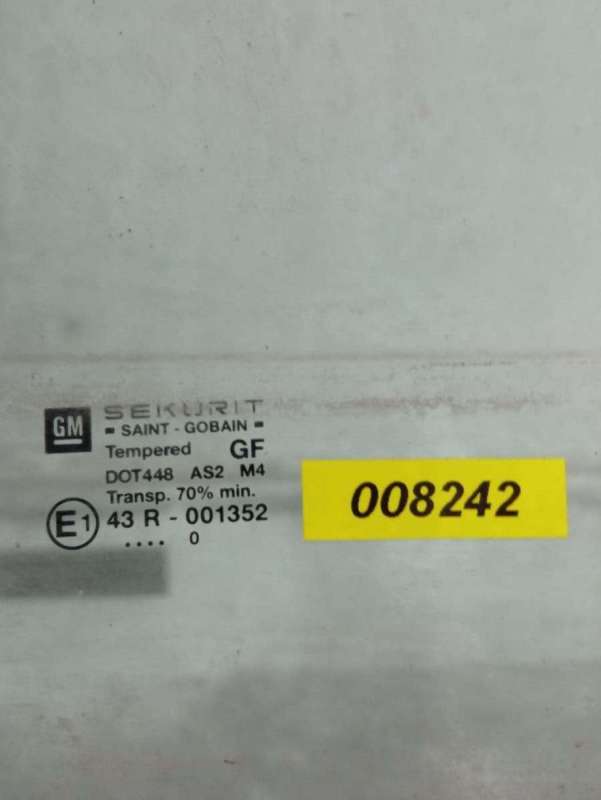 GM
SEKURIT
SAINT - GOBAIN
Tempered GF
DOT448 AS2 M4
Transp. 70% min.
E1 43 R - 001352
.... 0
008242